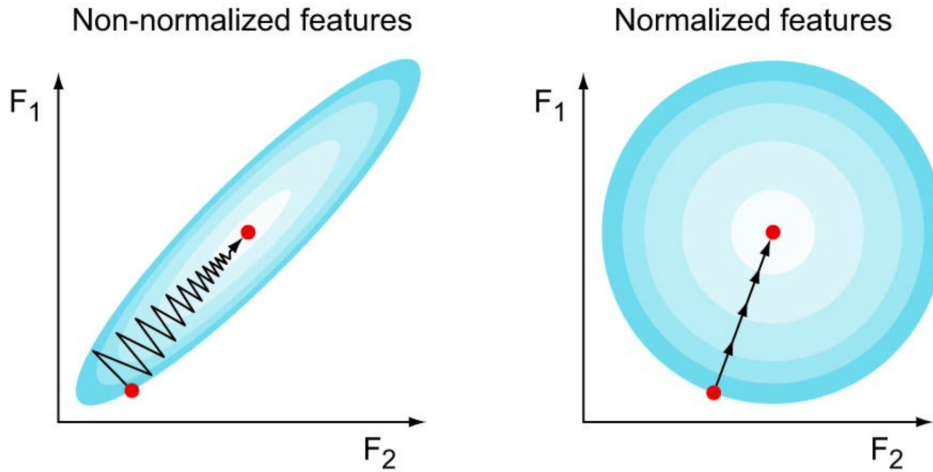 Non-normalized features
F₁
F₂
Normalized features
F₁
F₂